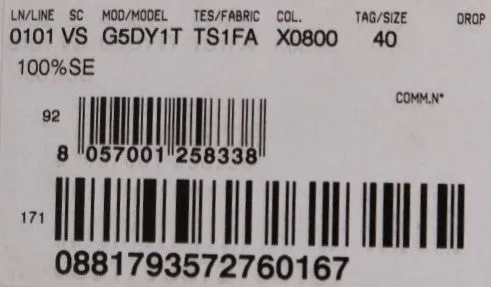 LN/LINE SC MOD/MODEL TES/FABRIC COL. TAG/SIZE DROP
0101 VS G5DY1T TS1FA X0800 40
100%SE
COMM.N°
92
8 057001 258338
171
0881793572760167